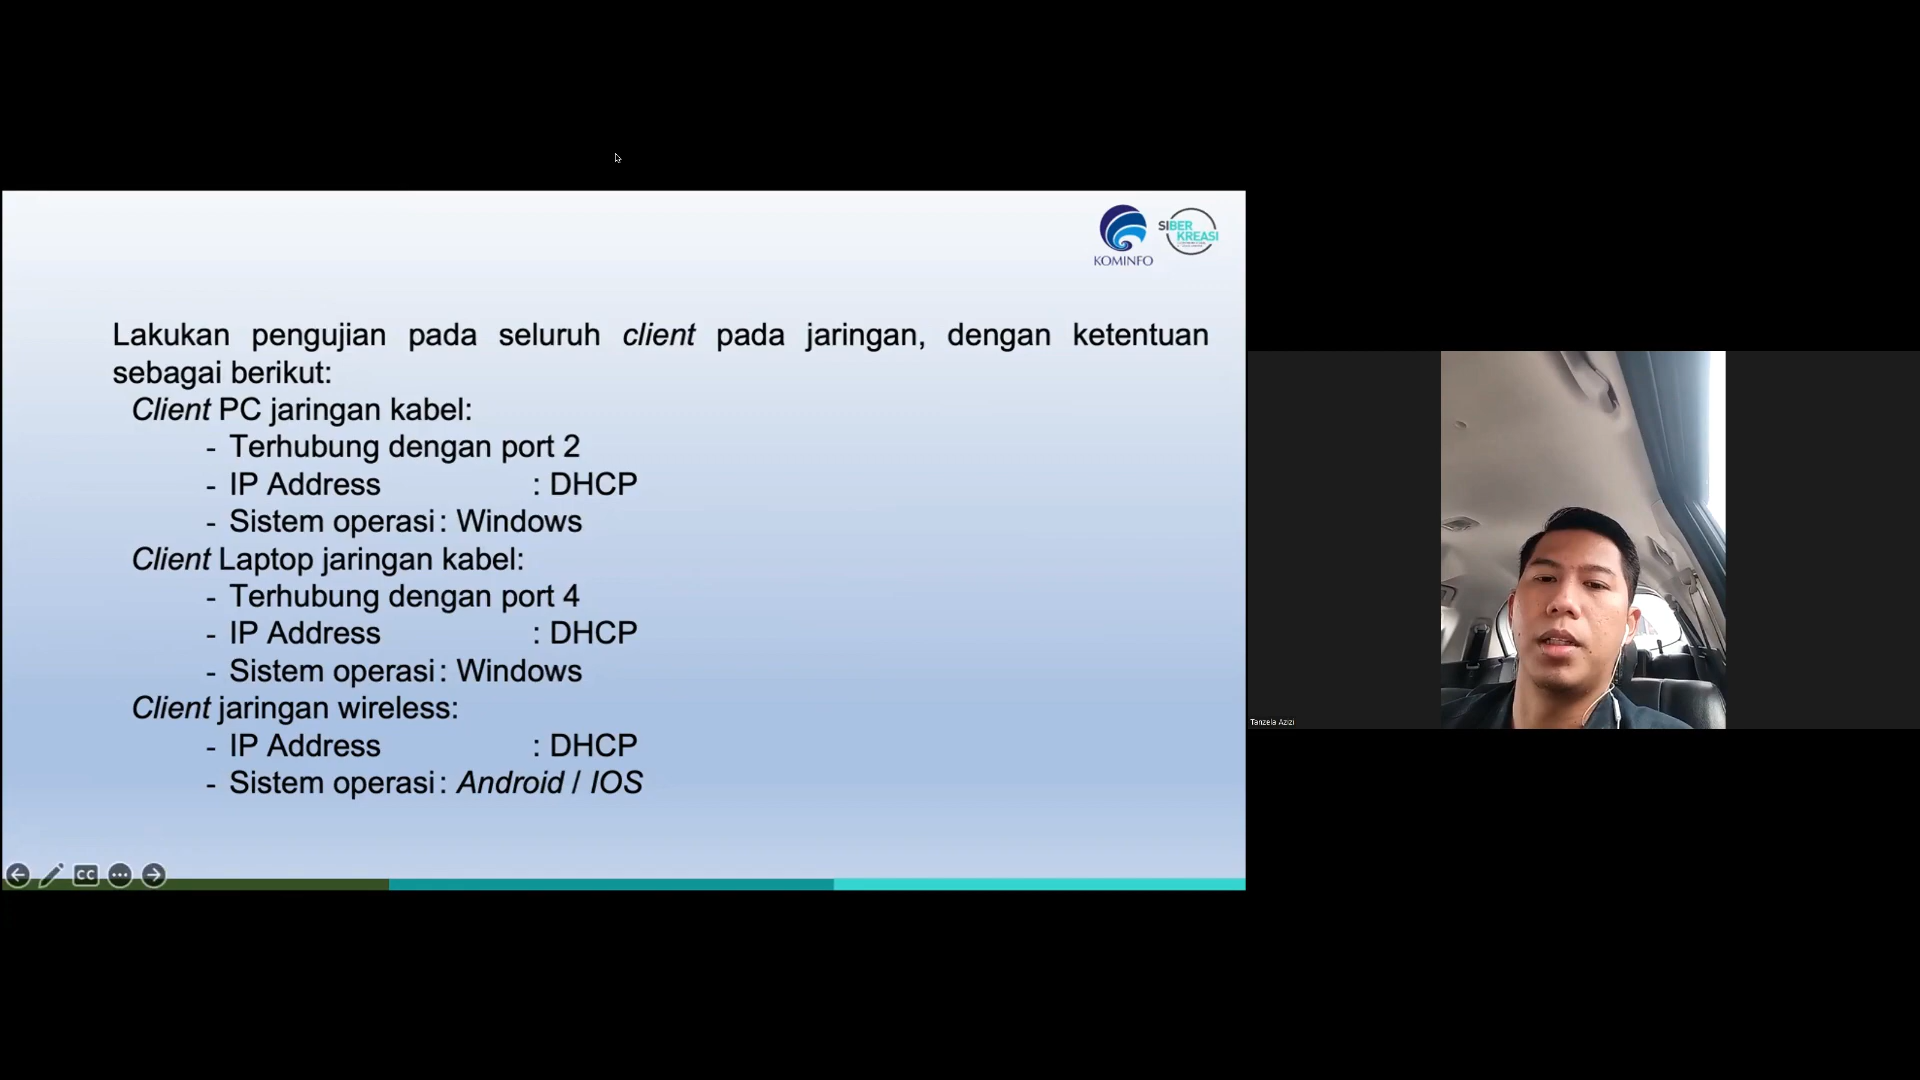 SIBER
KREASI
KOMINFO
Lakukan pengujian pada seluruh client pada jaringan, dengan ketentuan
sebagai berikut:
Client PC jaringan kabel:
- Terhubung dengan port 2
- IP Address : DHCP
- Sistem operasi : Windows
Client Laptop jaringan kabel:
- Terhubung dengan port 4
- IP Address : DHCP
- Sistem operasi : Windows
Client jaringan wireless:
- IP Address : DHCP
- Sistem operasi : Android / IOS
CC
Tanzela Azizi